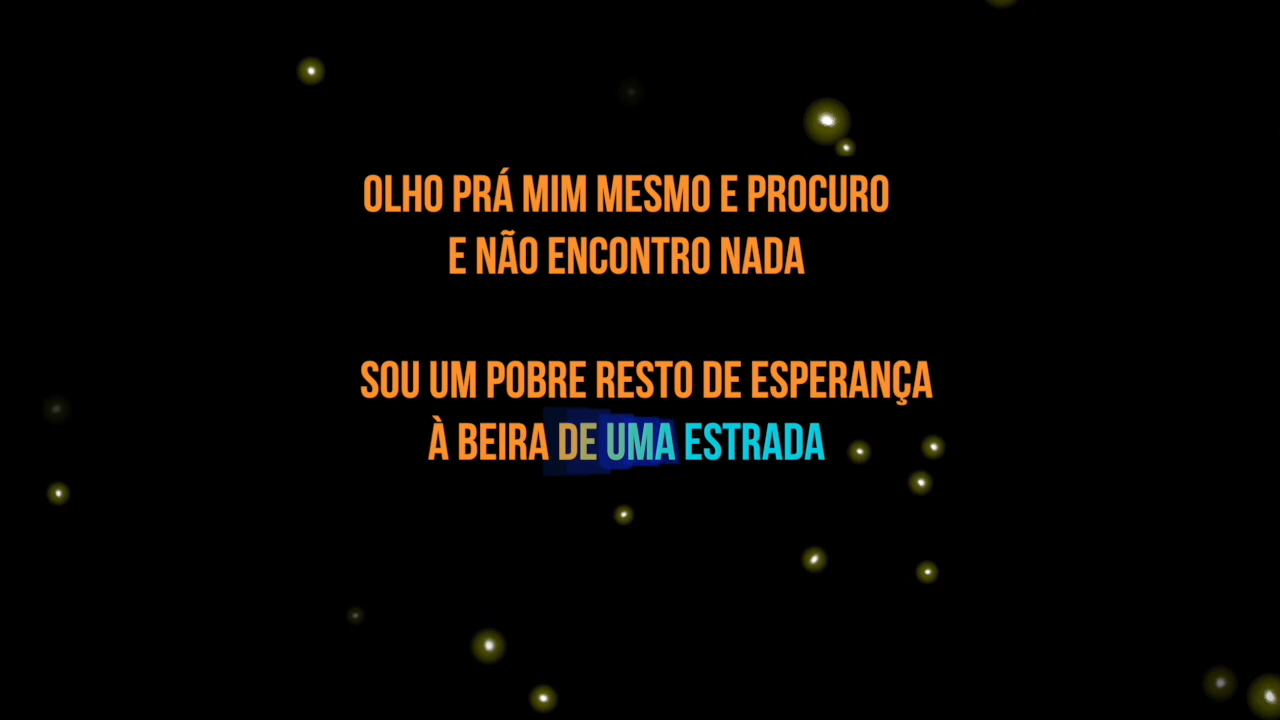 OLHO PRÁ MIM MESMO E PROCURO
E NÃO ENCONTRO NADA
SOU UM POBRE RESTO DE ESPERANÇA
À BEIRA DE UMA ESTRADA